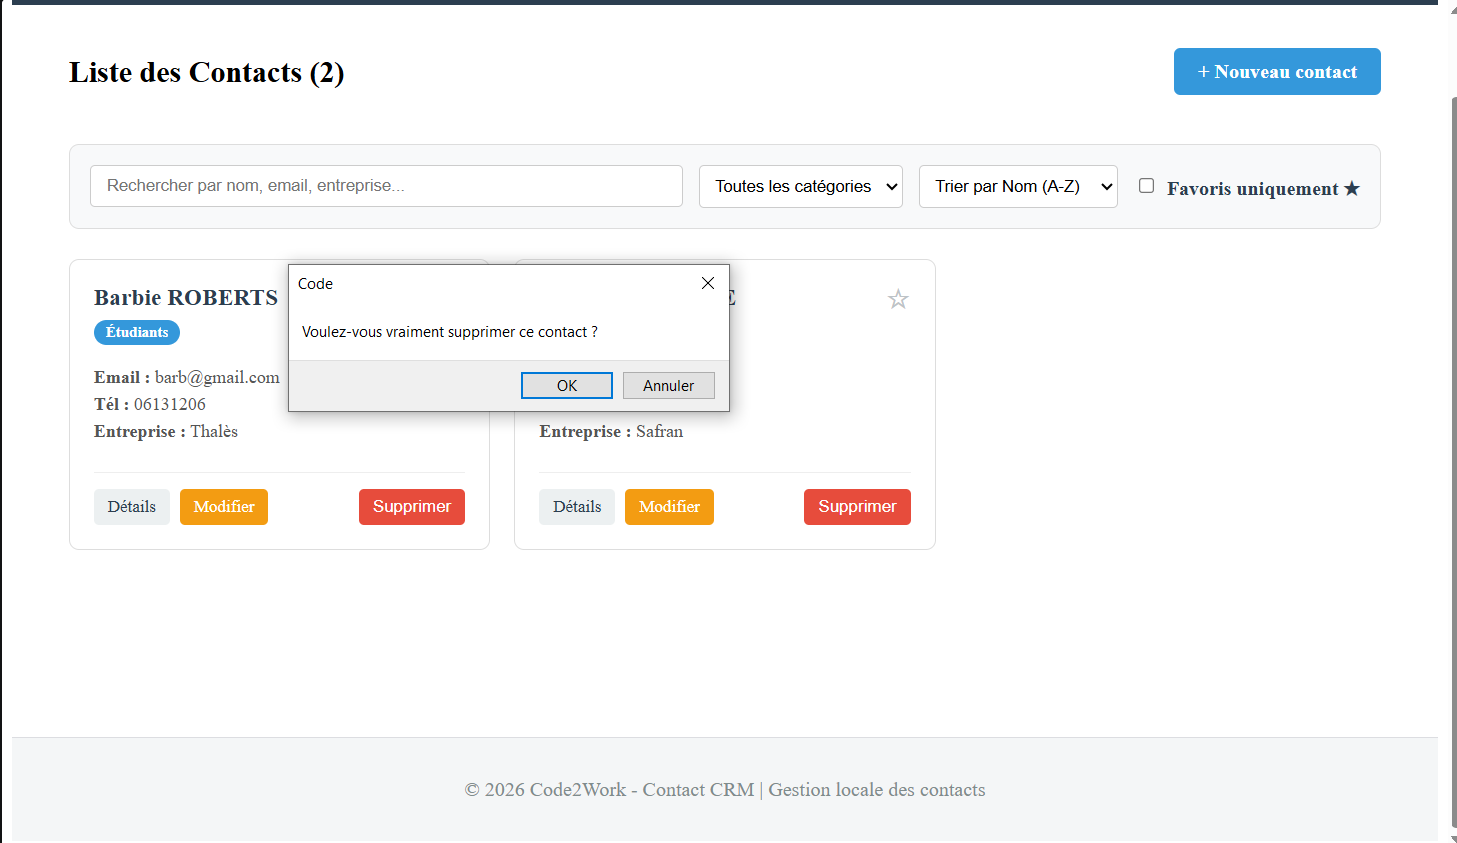 Liste des Contacts (2)
+ Nouveau contact
Rechercher par nom, email, entreprise...
Toutes les catégories
Trier par Nom (A-Z)
Favoris uniquement ★
Barbie ROBERTS
Étudiants
Email : barb@gmail.com
Tél : 06131206
Entreprise : Thalès
Détails
Modifier
Supprimer
Code
Voulez-vous vraiment supprimer ce contact ?
OK
Annuler
Entreprise : Safran
Détails
Modifier
Supprimer
© 2026 Code2Work - Contact CRM | Gestion locale des contacts